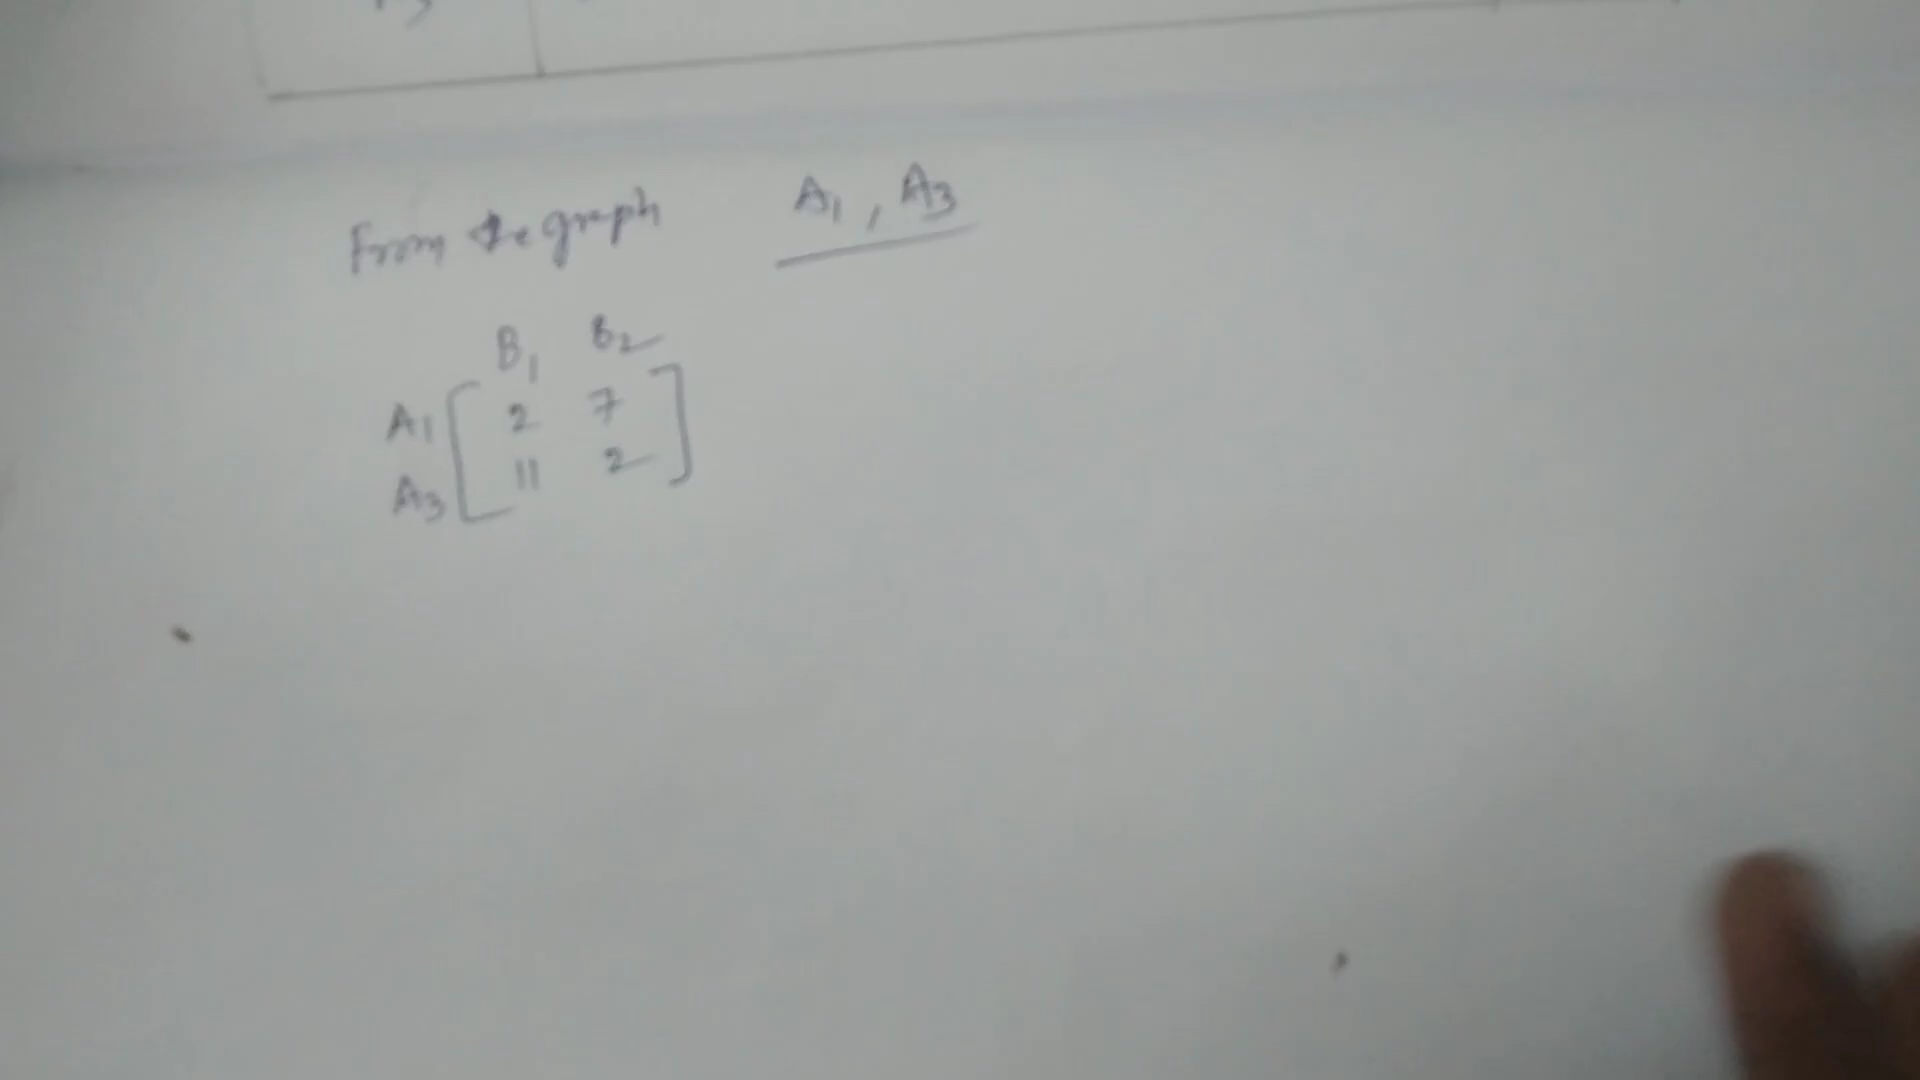 From the graph A1, A3
B1 B2
A1 [ 2 7 ]
A3 [ 11 2 ]